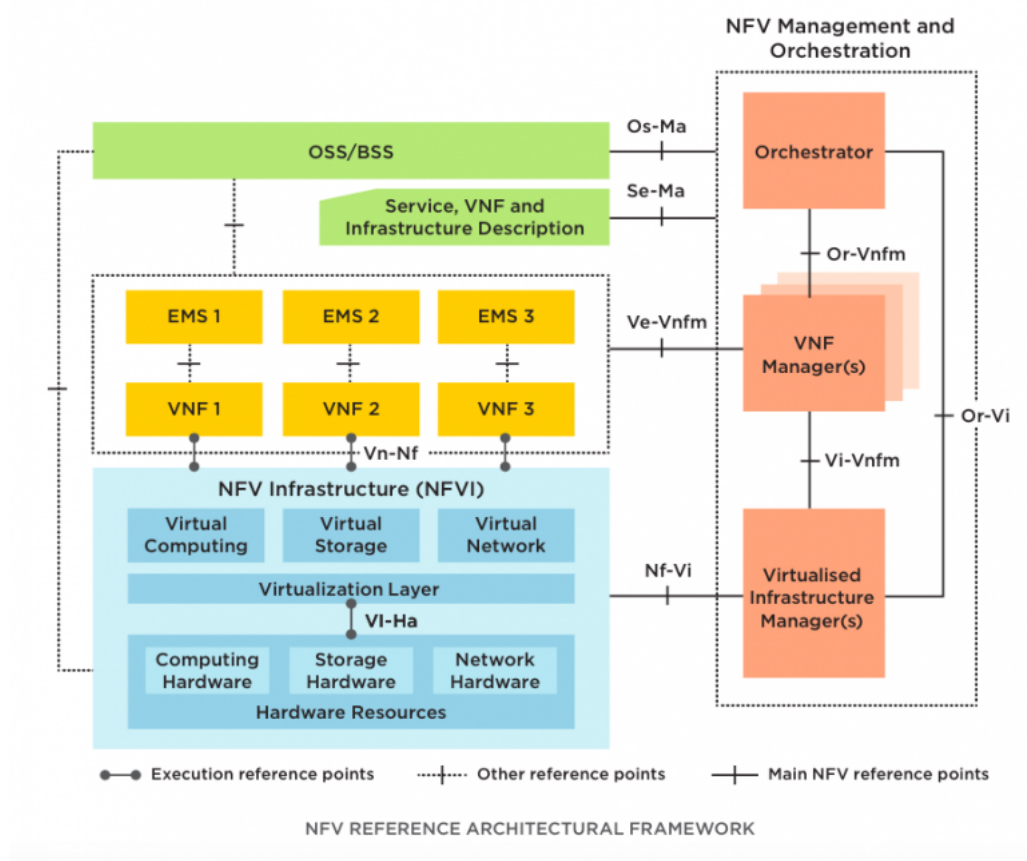 NFV Management and
Orchestration
OSS/BSS
Os-Ma
Orchestrator
Service, VNF and
Infrastructure Description
Se-Ma
Or-Vnfm
EMS 1
EMS 2
EMS 3
Ve-Vnfm
VNF
Manager(s)
VNF 1
VNF 2
VNF 3
Or-Vi
Vn-Nf
Vi-Vnfm
NFV Infrastructure (NFVI)
Virtual
Computing
Virtual
Storage
Virtual
Network
Nf-Vi
Virtualised
Infrastructure
Manager(s)
Virtualization Layer
VI-Ha
Computing
Hardware
Storage
Hardware
Network
Hardware
Hardware Resources
Execution reference points
Other reference points
Main NFV reference points
NFV REFERENCE ARCHITECTURAL FRAMEWORK